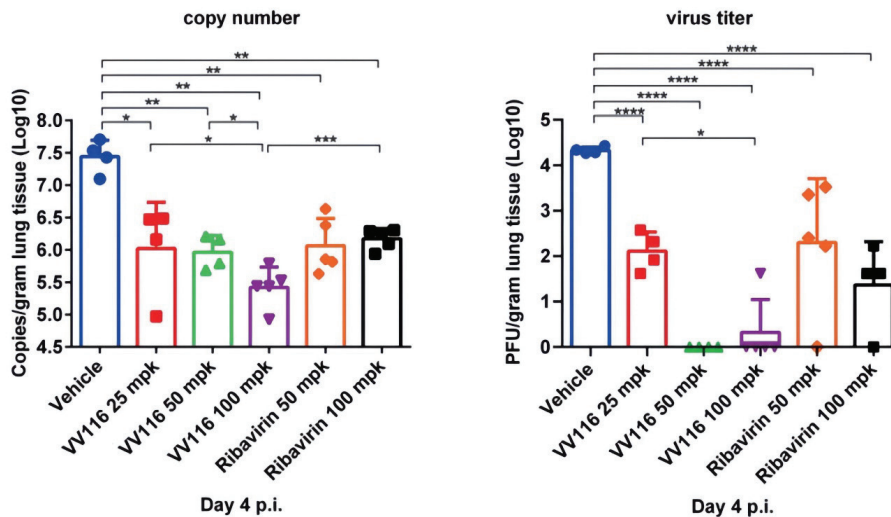 copy number
**
**
**
**
*
*
*
***
Copies/gram lung tissue (Log10)
8.0
7.5
7.0
6.5
6.0
5.5
5.0
4.5
Vehicle
VV116 25 mpk
VV116 50 mpk
VV116 100 mpk
Ribavirin 50 mpk
Ribavirin 100 mpk
Day 4 p.i.
virus titer
****
****
****
****
****
*
PFU/gram lung tissue (Log10)
5
4
3
2
1
0
Vehicle
VV116 25 mpk
VV116 50 mpk
VV116 100 mpk
Ribavirin 50 mpk
Ribavirin 100 mpk
Day 4 p.i.